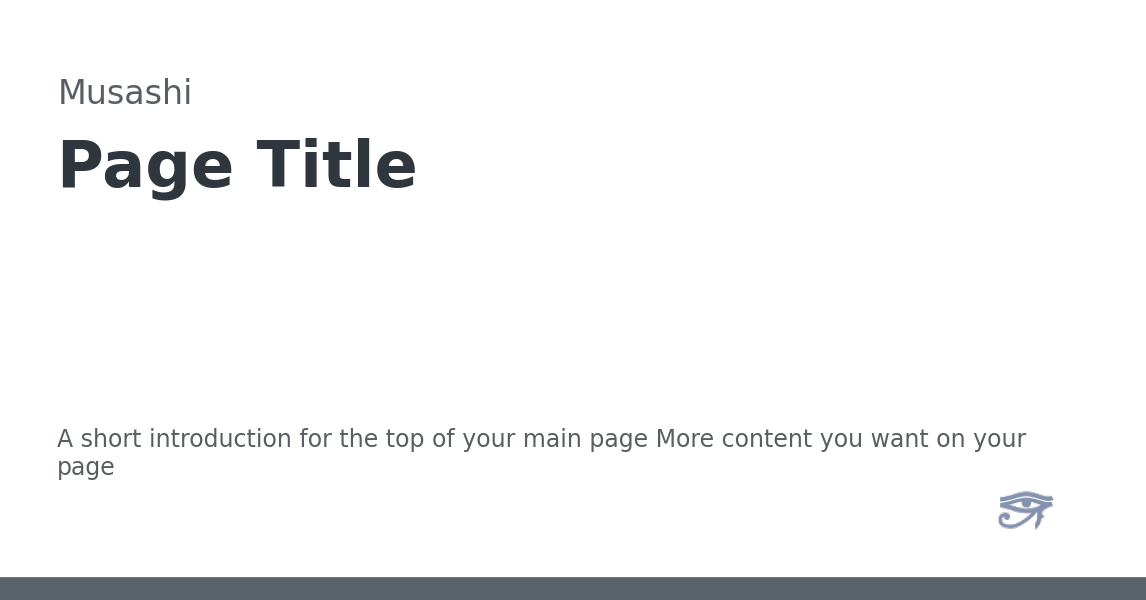 Musashi
Page Title
A short introduction for the top of your main page More content you want on your
page